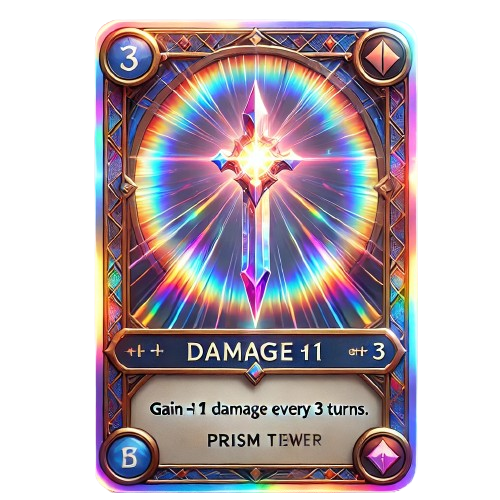 3
DAMAGE 11
3
Gain +1 damage every 3 turns.
PRISM TEWER
B